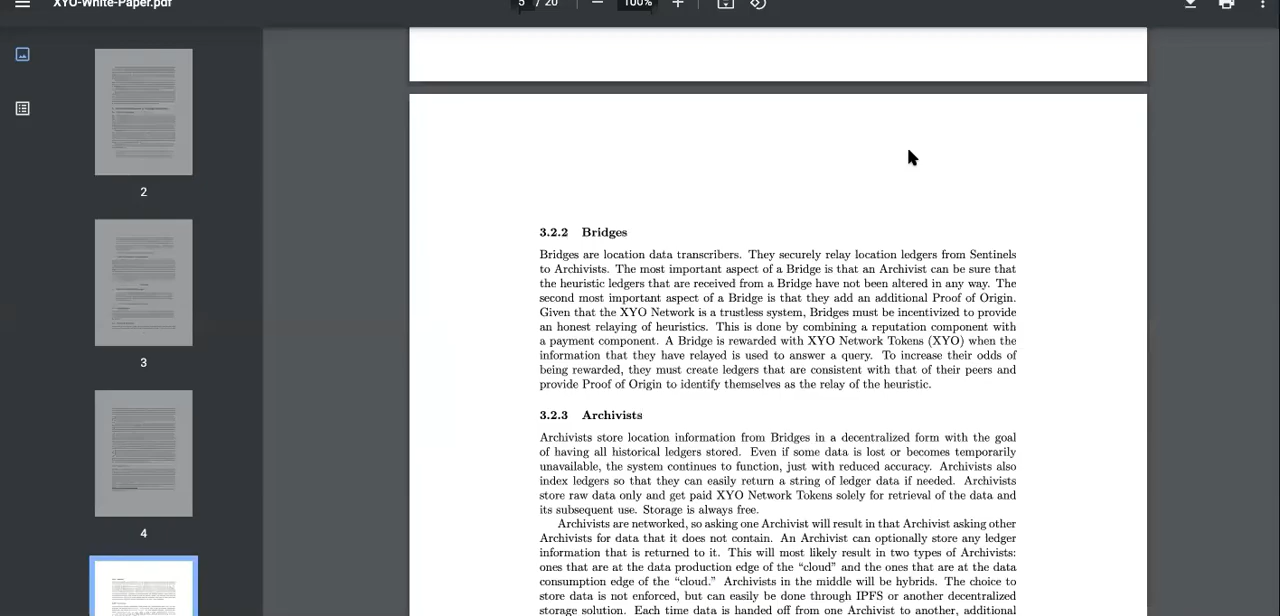 XYO-White-Paper.pdf
5 / 20
100%
2
3
4
3.2.2 Bridges
Bridges are location data transcribers. They securely relay location ledgers from Sentinels
to Archivists. The most important aspect of a Bridge is that an Archivist can be sure that
the heuristic ledgers that are received from a Bridge have not been altered in any way. The
second most important aspect of a Bridge is that they add an additional Proof of Origin.
Given that the XYO Network is a trustless system, Bridges must be incentivized to provide
an honest relaying of heuristics. This is done by combining a reputation component with
a payment component. A Bridge is rewarded with XYO Network Tokens (XYO) when the
information that they have relayed is used to answer a query. To increase their odds of
being rewarded, they must create ledgers that are consistent with that of their peers and
provide Proof of Origin to identify themselves as the relay of the heuristic.
3.2.3 Archivists
Archivists store location information from Bridges in a decentralized form with the goal
of having all historical ledgers stored. Even if some data is lost or becomes temporarily
unavailable, the system continues to function, just with reduced accuracy. Archivists also
index ledgers so that they can easily return a string of ledger data if needed. Archivists
store raw data only and get paid XYO Network Tokens solely for retrieval of the data and
its subsequent use. Storage is always free.
Archivists are networked, so asking one Archivist will result in that Archivist asking other
Archivists for data that it does not contain. An Archivist can optionally store any ledger
information that is returned to it. This will most likely result in two types of Archivists:
ones that are at the data production edge of the “cloud” and the ones that are at the data
consumption edge of the “cloud.” Archivists in the middle will be hybrids. The choice to
store data is not enforced, but can easily be done through IPFS or another decentralized
storage solution. Each time data is handed off from one Archivist to another, additional